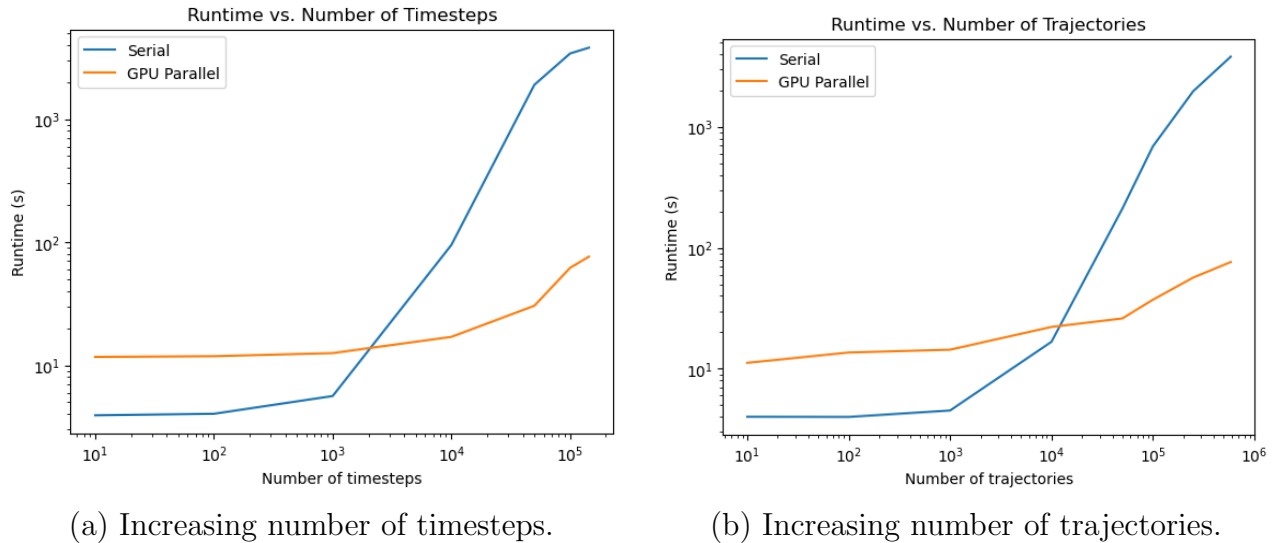 Runtime vs. Number of Timesteps
Serial
GPU Parallel
10³
10²
10¹
Runtime (s)
10¹ 10² 10³ 10⁴ 10⁵
Number of timesteps
(a) Increasing number of timesteps.
Runtime vs. Number of Trajectories
Serial
GPU Parallel
10³
10²
10¹
Runtime (s)
10¹ 10² 10³ 10⁴ 10⁵ 10⁶
Number of trajectories
(b) Increasing number of trajectories.